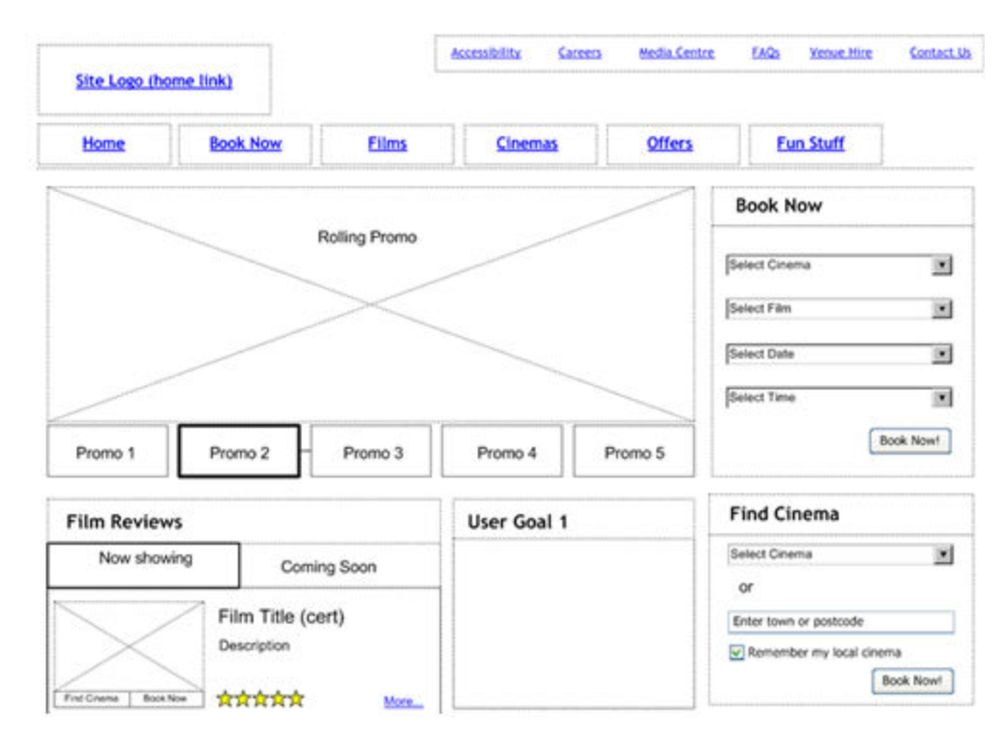 Accessibility Careers Media Centre FAQs Venue Hire Contact Us
Site Logo (home link)
Home Book Now Films Cinemas Offers Fun Stuff
Rolling Promo
Promo 1 Promo 2 Promo 3 Promo 4 Promo 5
Book Now
Select Cinema
Select Film
Select Date
Select Time
Book Now!
Film Reviews
Now showing Coming Soon
Film Title (cert)
Description
Find Cinema Book Now
More...
User Goal 1
Find Cinema
Select Cinema
or
Enter town or postcode
Remember my local cinema
Book Now!